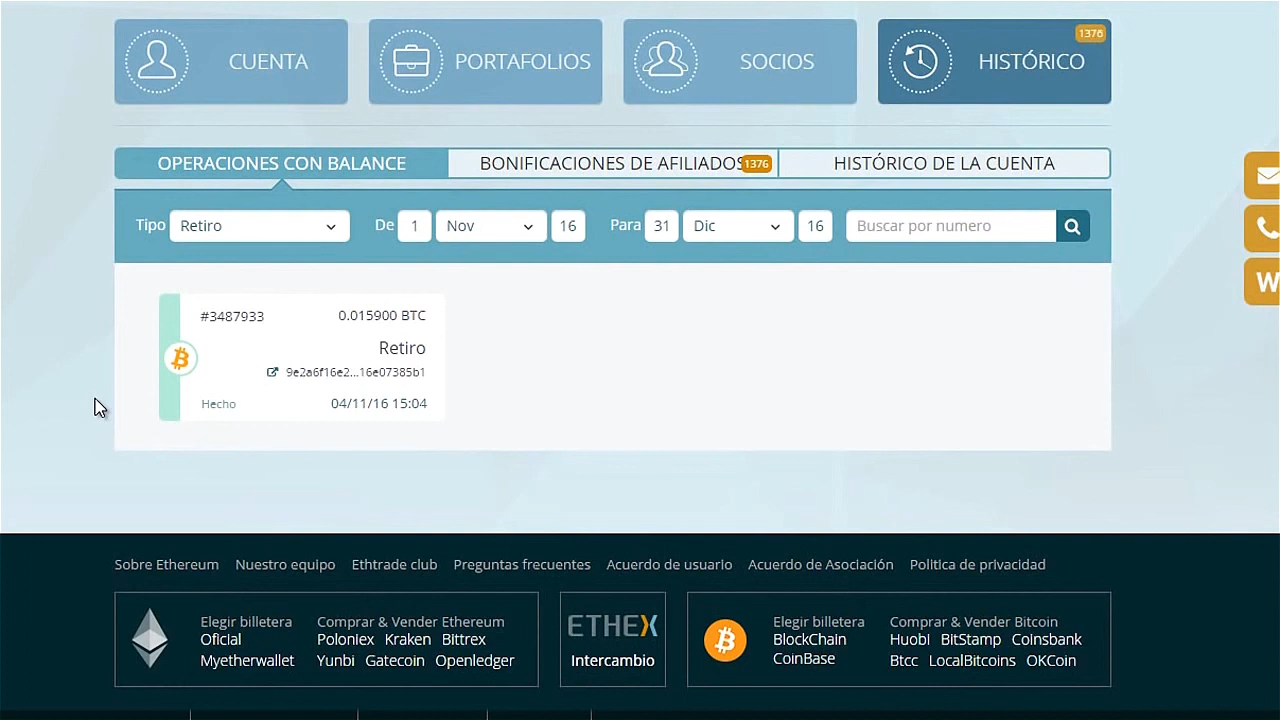 CUENTA
PORTAFOLIOS
SOCIOS
HISTÓRICO
1376
OPERACIONES CON BALANCE
BONIFICACIONES DE AFILIADOS 1376
HISTÓRICO DE LA CUENTA
Tipo Retiro De 1 Nov 16 Para 31 Dic 16 Buscar por numero
#3487933 0.015900 BTC
Retiro
9e2a6f16e2...16e07385b1
Hecho 04/11/16 15:04
W
Sobre Ethereum Nuestro equipo Ethtrade club Preguntas frecuentes Acuerdo de usuario Acuerdo de Asociación Politica de privacidad
Elegir billetera
Oficial
Myetherwallet
Comprar & Vender Ethereum
Poloniex Kraken Bittrex
Yunbi Gatecoin Openledger
ETHEX
Intercambio
Elegir billetera
BlockChain
CoinBase
Comprar & Vender Bitcoin
Huobi BitStamp Coinsbank
Btcc LocalBitcoins OKCoin